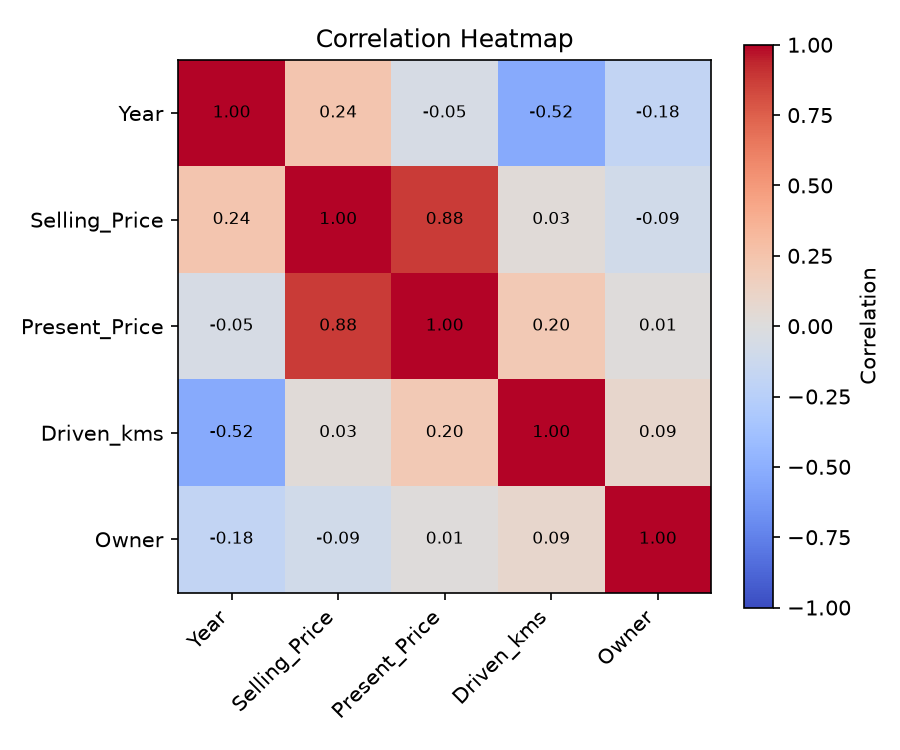 Correlation Heatmap
Year 1.00 0.24 -0.05 -0.52 -0.18
Selling_Price 0.24 1.00 0.88 0.03 -0.09
Present_Price -0.05 0.88 1.00 0.20 0.01
Driven_kms -0.52 0.03 0.20 1.00 0.09
Owner -0.18 -0.09 0.01 0.09 1.00
Year Selling_Price Present_Price Driven_kms Owner
1.00
0.75
0.50
0.25
0.00
−0.25
−0.50
−0.75
−1.00
Correlation